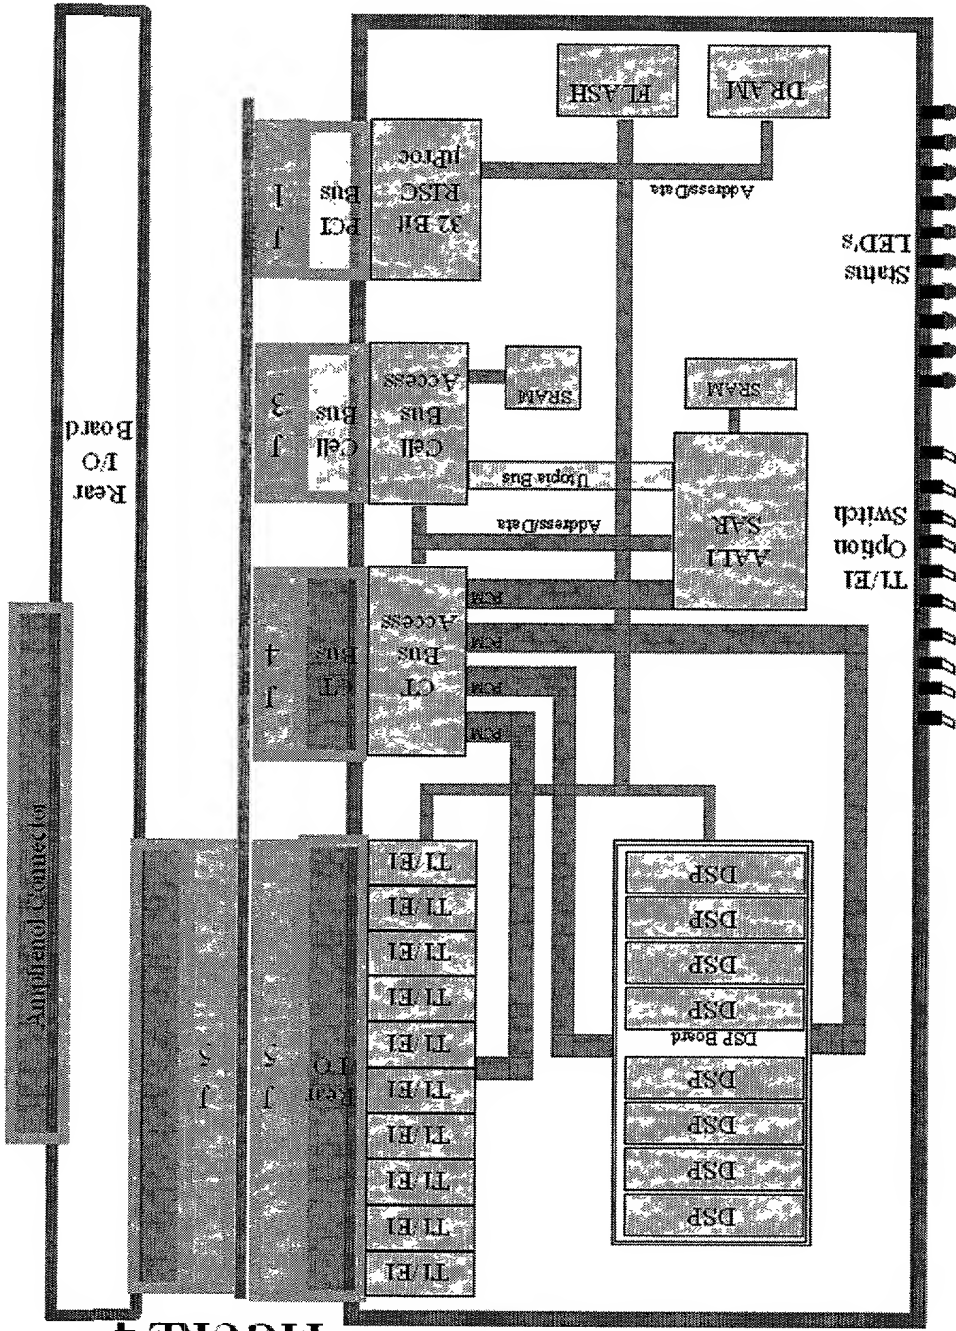 FIGURE 4
DSP
DSP
DSP
DSP
DSP Board
DSP
DSP
DSP
DSP
T1/E1
T1/E1
T1/E1
T1/E1
T1/E1
T1/E1
T1/E1
T1/E1
T1/E1
T1/E1
Rear
I/O
J
5
J
5
Amphenol Connector
PCM
PCM
PCM
PCM
CT
Bus
Access
CT
Bus
J
4
T1/E1
Option
Switch
AAL1
SAR
SRAM
Address/Data
Utopia Bus
Cell
Bus
Access
SRAM
Cell
Bus
J
3
Rear
I/O
Board
Status
LED's
Address/Data
32 Bit
RISC
µProc
PCI
Bus
J
1
DRAM
FLASH